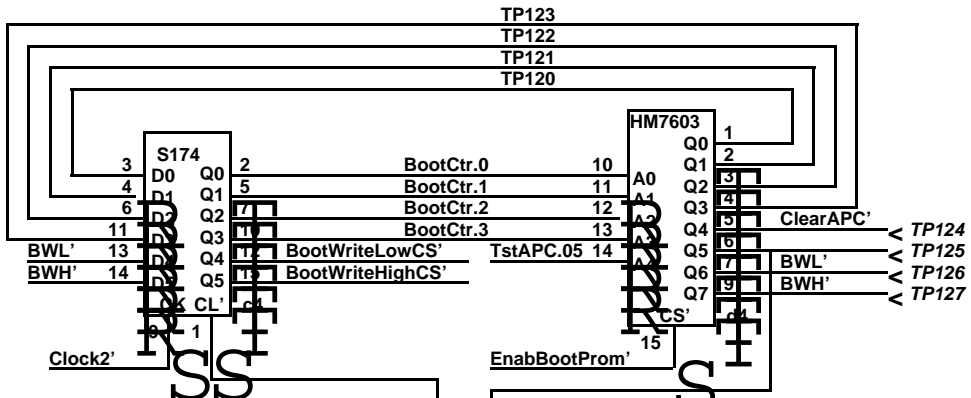 TP123
TP122
TP121
TP120
HM7603
S174
3 D0 Q0 2 BootCtr.0 10 A0 Q0 1
4 D1 Q1 5 BootCtr.1 11 A1 Q1 2
6 D2 Q2 7 BootCtr.2 12 A2 Q2 3
11 Q3 10 BootCtr.3 13 Q3 4
BWL' 13 Q4 12 BootWriteLowCS' TstAPC.05 14 Q4 5 ClearAPC' < TP124
BWH' 14 Q5 15 BootWriteHighCS' Q5 6 < TP125
Q6 7 BWL' < TP126
Q7 9 BWH' < TP127
CK CL' c4 CS' d4
9 1 15
Clock2' EnabBootProm'
SS S